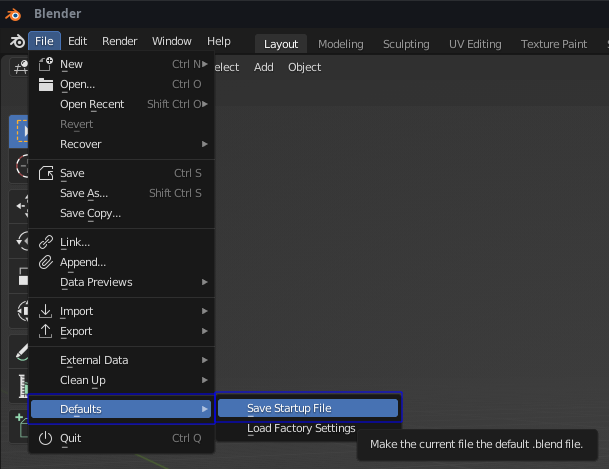 Blender
File Edit Render Window Help Layout Modeling Sculpting UV Editing Texture Paint
elect Add Object
New Ctrl N
Open... Ctrl O
Open Recent Shift Ctrl O
Revert
Recover
Save Ctrl S
Save As... Shift Ctrl S
Save Copy...
Link...
Append...
Data Previews
Import
Export
External Data
Clean Up
Defaults Save Startup File
Load Factory Settings
Quit Ctrl Q
Make the current file the default .blend file.